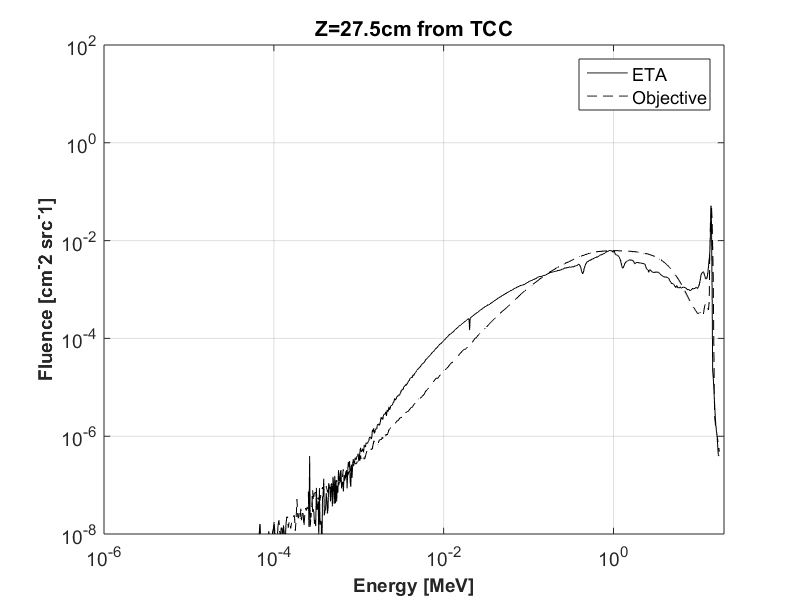 Z=27.5cm from TCC
ETA
Objective
10^2
10^0
10^-2
10^-4
10^-6
10^-8
Fluence [cm^-2 src^-1]
10^-6
10^-4
10^-2
10^0
Energy [MeV]